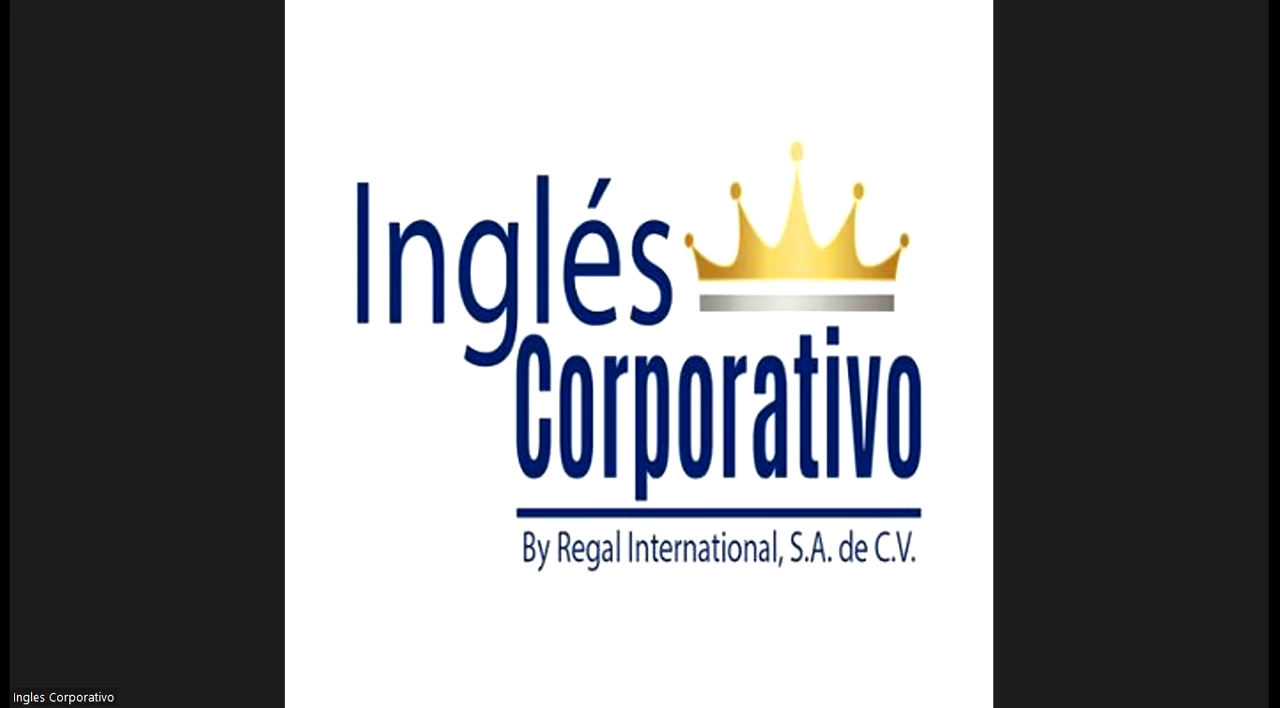 Inglés
Corporativo
By Regal International, S.A. de C.V.
Ingles Corporativo